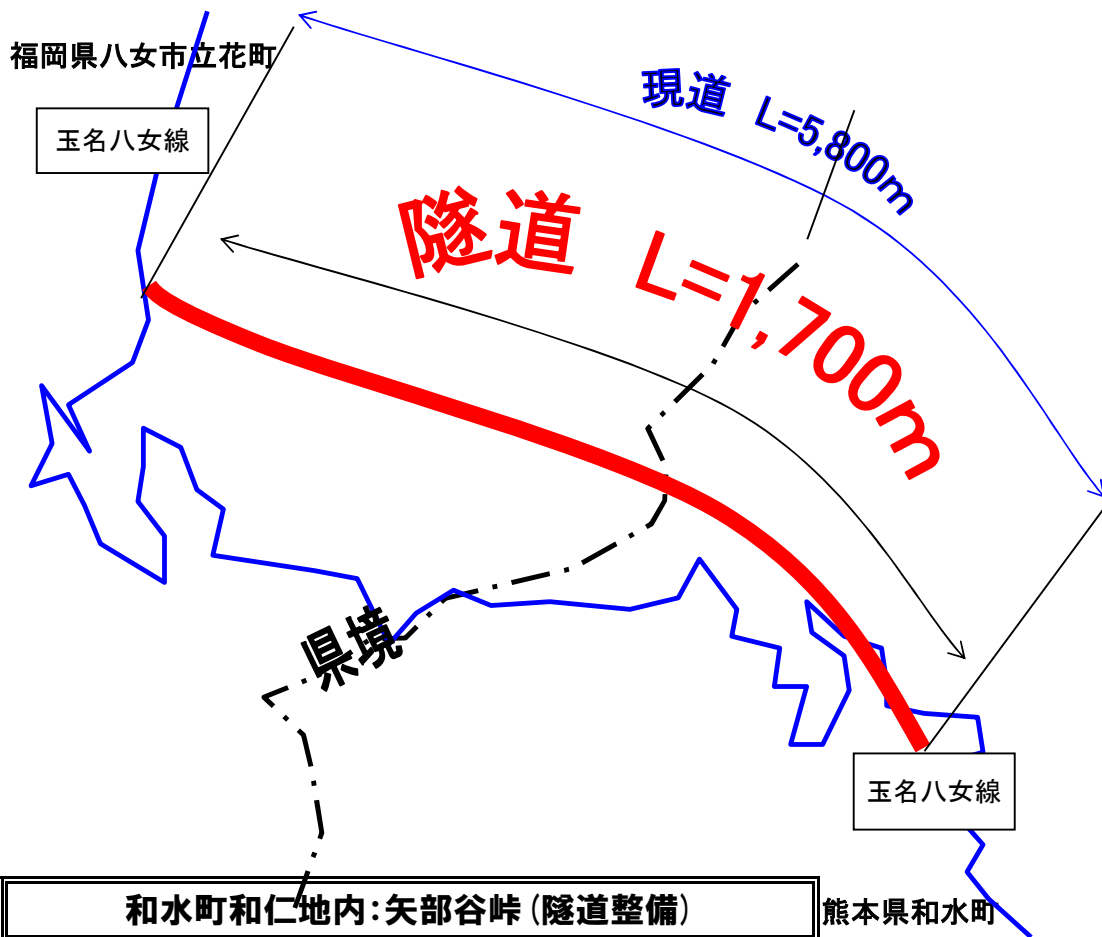 福岡県八女市立花町
玉名八女線
現道 L=5,800m
隧道 L=1,700m
県境
玉名八女線
和水町和仁地内:矢部谷峠(隧道整備)
熊本県和水町